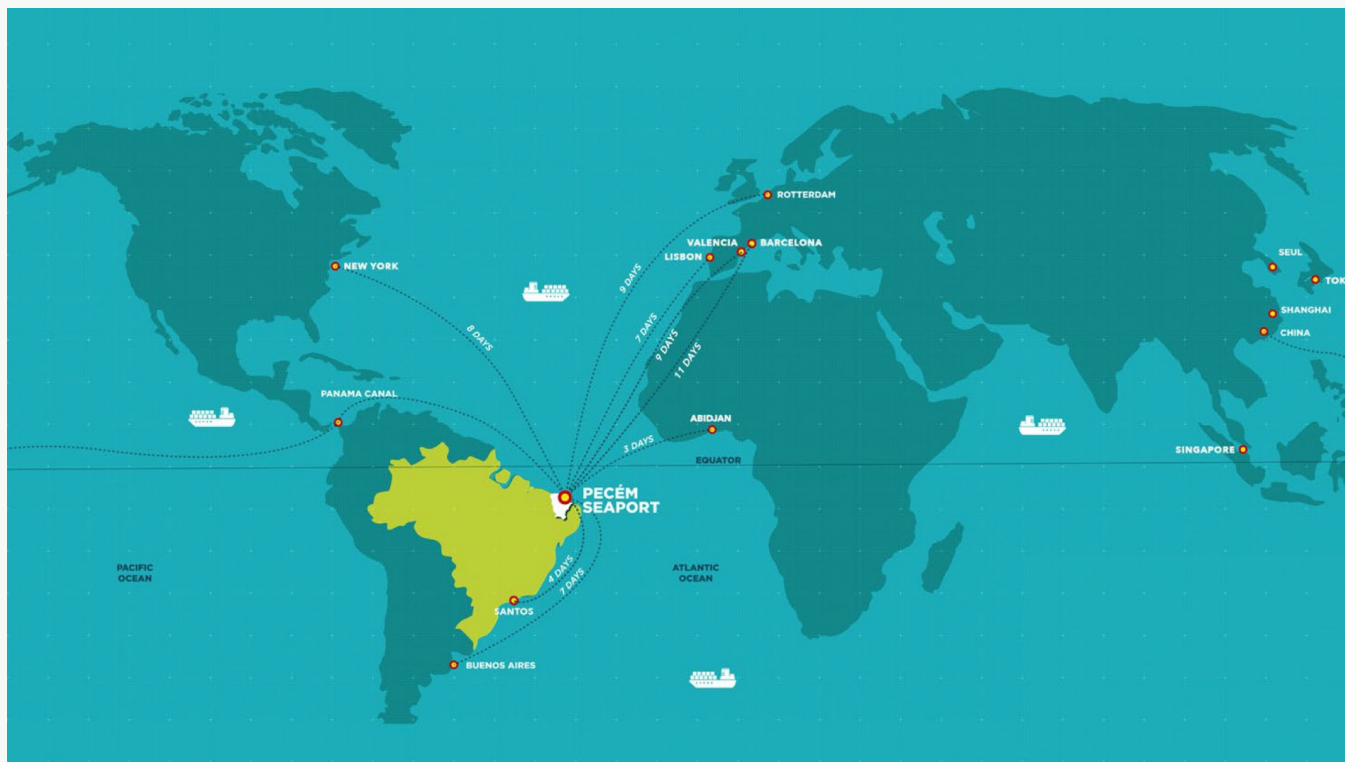 ROTTERDAM
VALENCIA
BARCELONA
LISBON
NEW YORK
SEUL
TOK
SHANGHAI
CHINA
9 DAYS
7 DAYS
9 DAYS
11 DAYS
8 DAYS
PANAMA CANAL
ABIDJAN
3 DAYS
SINGAPORE
EQUATOR
PECÉM
SEAPORT
PACIFIC
OCEAN
ATLANTIC
OCEAN
4 DAYS
7 DAYS
SANTOS
BUENOS AIRES